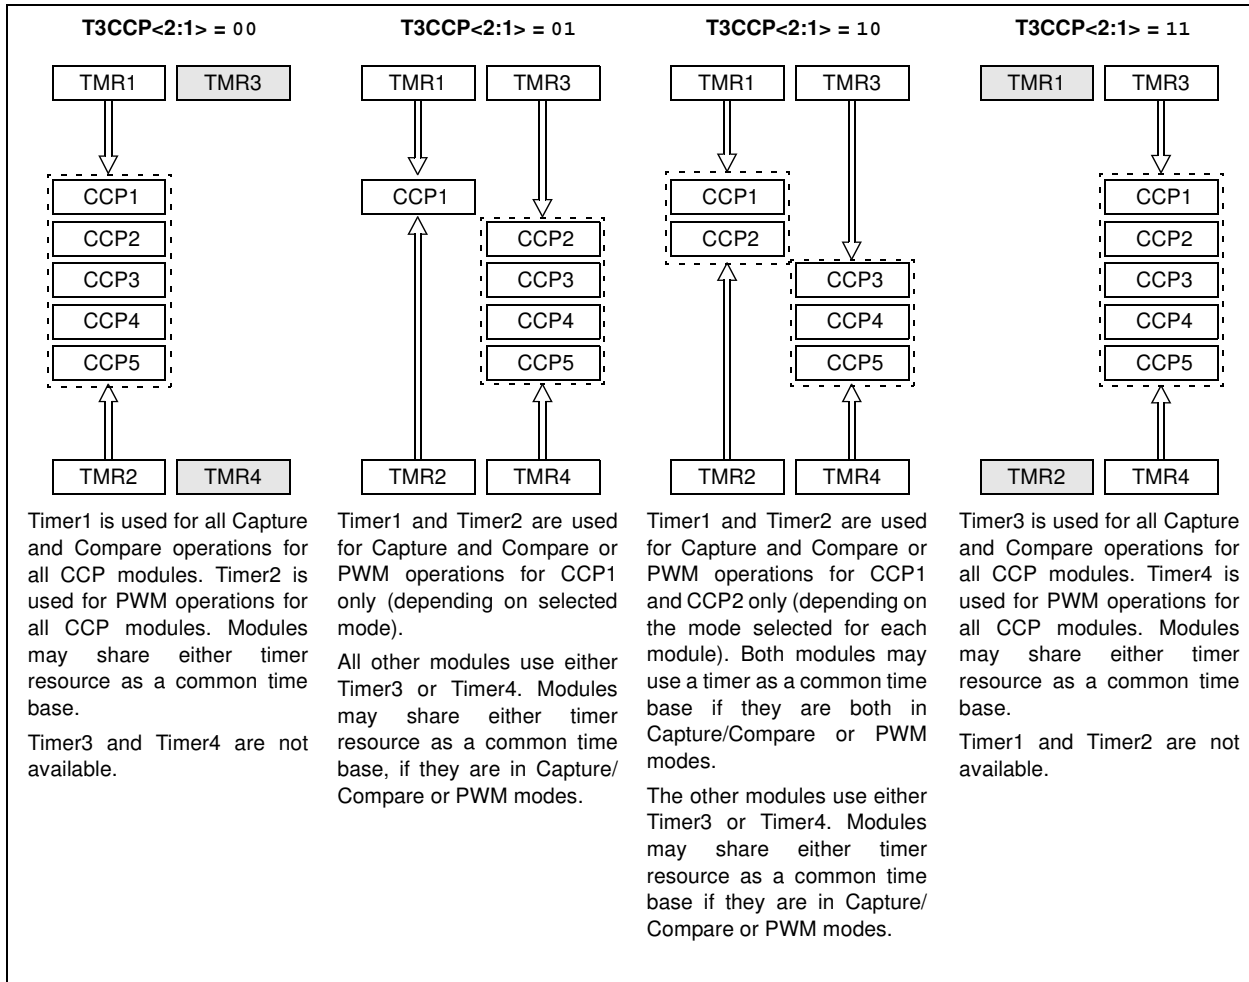 T3CCP<2:1> = 00
TMR1 TMR3
CCP1
CCP2
CCP3
CCP4
CCP5
TMR2 TMR4
Timer1 is used for all Capture
and Compare operations for
all CCP modules. Timer2 is
used for PWM operations for
all CCP modules. Modules
may share either timer
resource as a common time
base.
Timer3 and Timer4 are not
available.
T3CCP<2:1> = 01
TMR1 TMR3
CCP1
CCP2
CCP3
CCP4
CCP5
TMR2 TMR4
Timer1 and Timer2 are used
for Capture and Compare or
PWM operations for CCP1
only (depending on selected
mode).
All other modules use either
Timer3 or Timer4. Modules
may share either timer
resource as a common time
base, if they are in Capture/
Compare or PWM modes.
T3CCP<2:1> = 10
TMR1 TMR3
CCP1
CCP2
CCP3
CCP4
CCP5
TMR2 TMR4
Timer1 and Timer2 are used
for Capture and Compare or
PWM operations for CCP1
and CCP2 only (depending on
the mode selected for each
module). Both modules may
use a timer as a common time
base if they are both in
Capture/Compare or PWM
modes.
The other modules use either
Timer3 or Timer4. Modules
may share either timer
resource as a common time
base if they are in Capture/
Compare or PWM modes.
T3CCP<2:1> = 11
TMR1 TMR3
CCP1
CCP2
CCP3
CCP4
CCP5
TMR2 TMR4
Timer3 is used for all Capture
and Compare operations for
all CCP modules. Timer4 is
used for PWM operations for
all CCP modules. Modules
may share either timer
resource as a common time
base.
Timer1 and Timer2 are not
available.